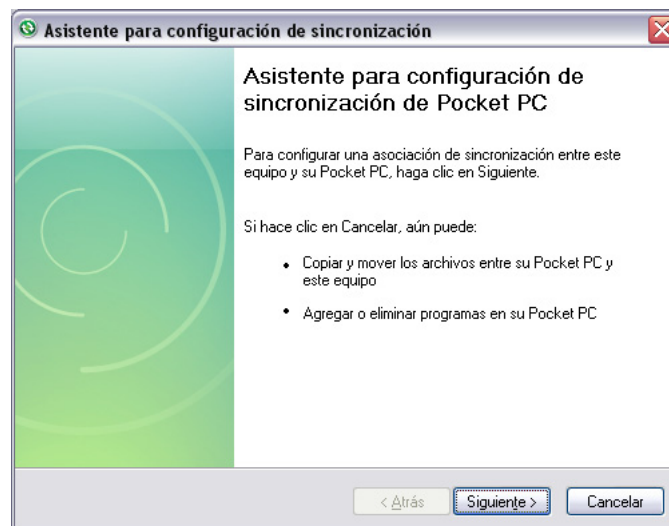 Asistente para configuración de sincronización
Asistente para configuración de
sincronización de Pocket PC
Para configurar una asociación de sincronización entre este
equipo y su Pocket PC, haga clic en Siguiente.
Si hace clic en Cancelar, aún puede:
• Copiar y mover los archivos entre su Pocket PC y
este equipo
• Agregar o eliminar programas en su Pocket PC
< Atrás Siguiente > Cancelar